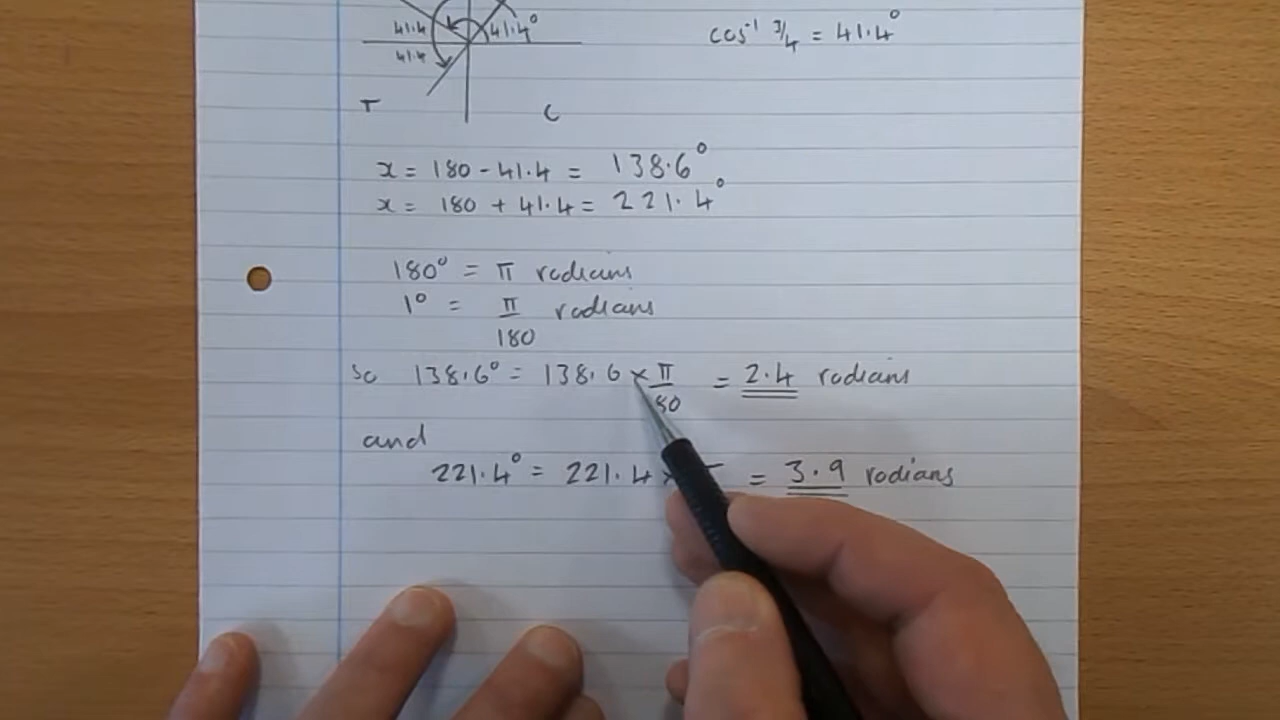 41.4 41.4° cos⁻¹ 3/4 = 41.4°
41.4
T C
x = 180 - 41.4 = 138.6°
x = 180 + 41.4 = 221.4°
180° = π radians
1° = π radians
180
So 138.6° = 138.6 × π = 2.4 radians
80
and
221.4° = 221.4 × = 3.9 radians